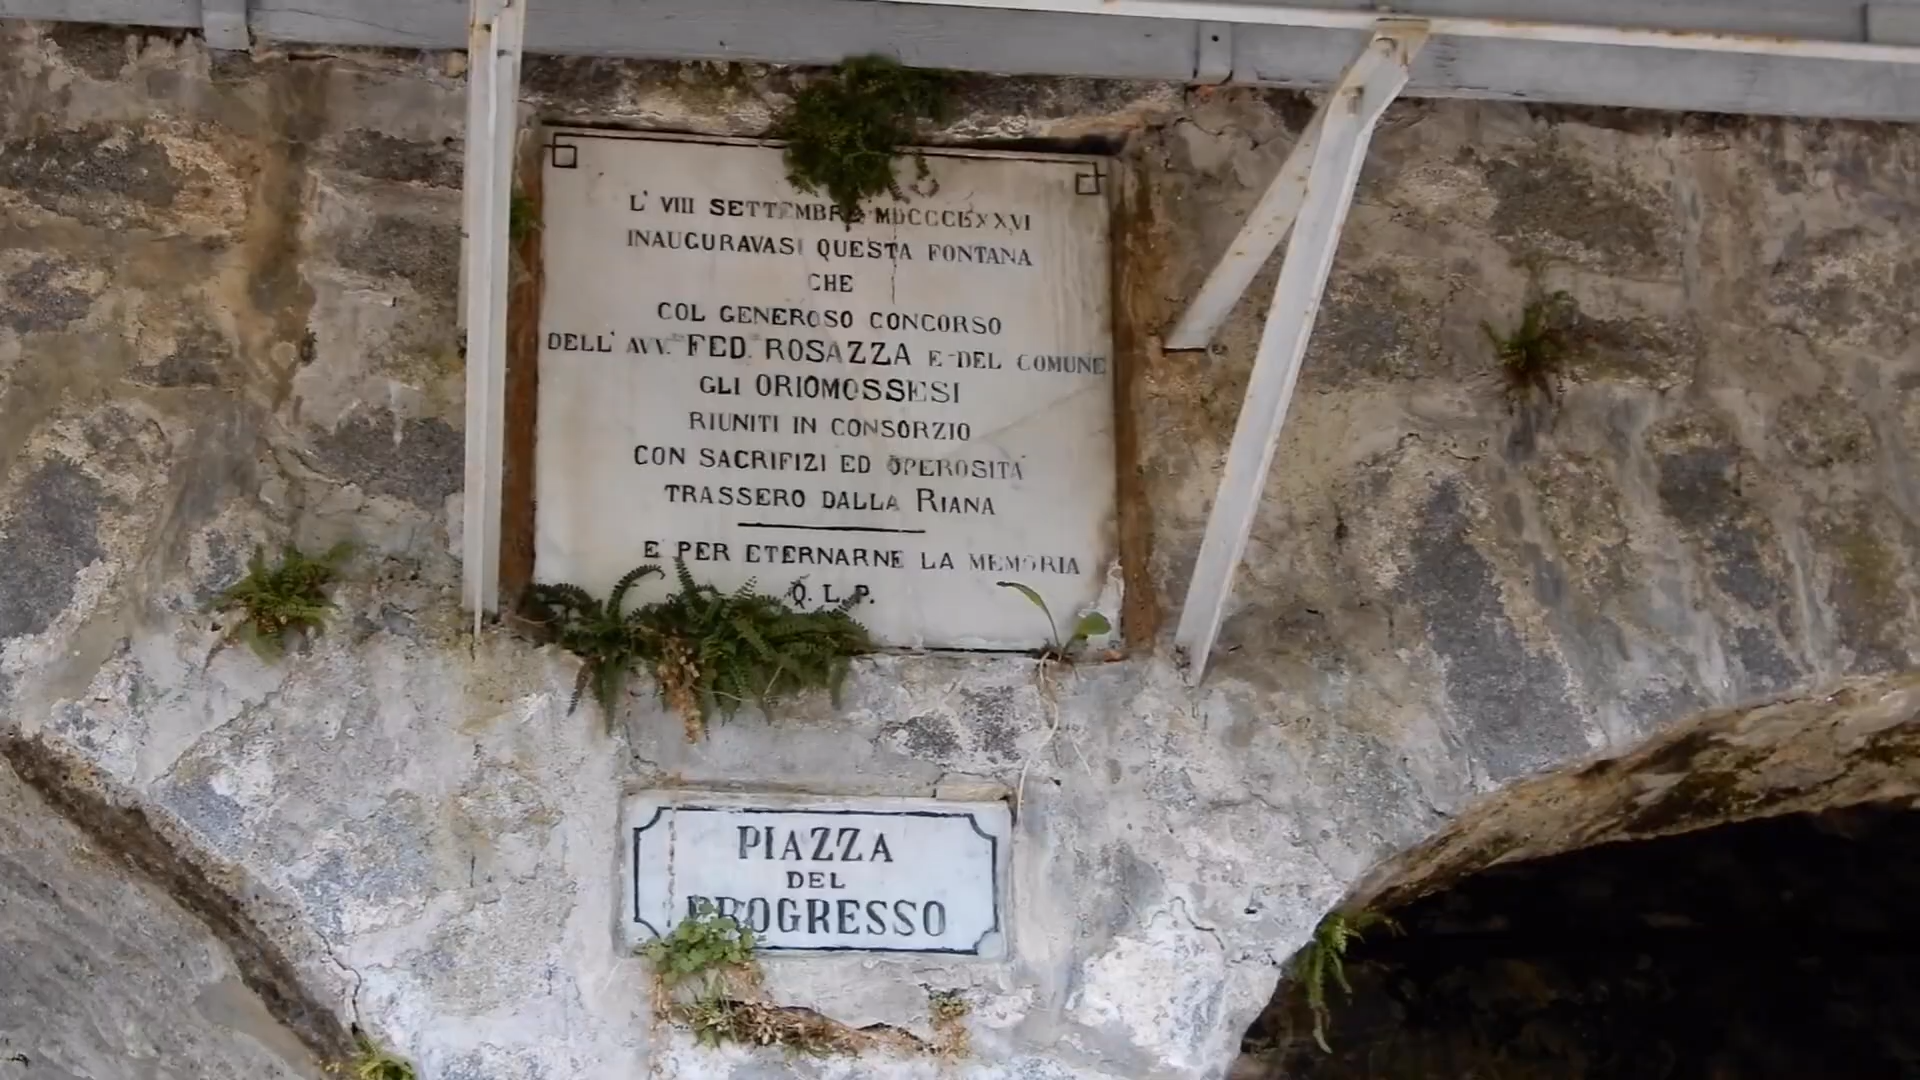 L' VIII SETTEMBRE MDCCCLXXVI
INAUGURAVASI QUESTA FONTANA
CHE
COL GENEROSO CONCORSO
DELL' AVV. FED. ROSAZZA E DEL COMUNE
GLI ORIOMOSSESI
RIUNITI IN CONSORZIO
CON SACRIFIZI ED OPEROSITÀ
TRASSERO DALLA RIANA
E PER ETERNARNE LA MEMORIA
Q. L. P.
PIAZZA
DEL
PROGRESSO